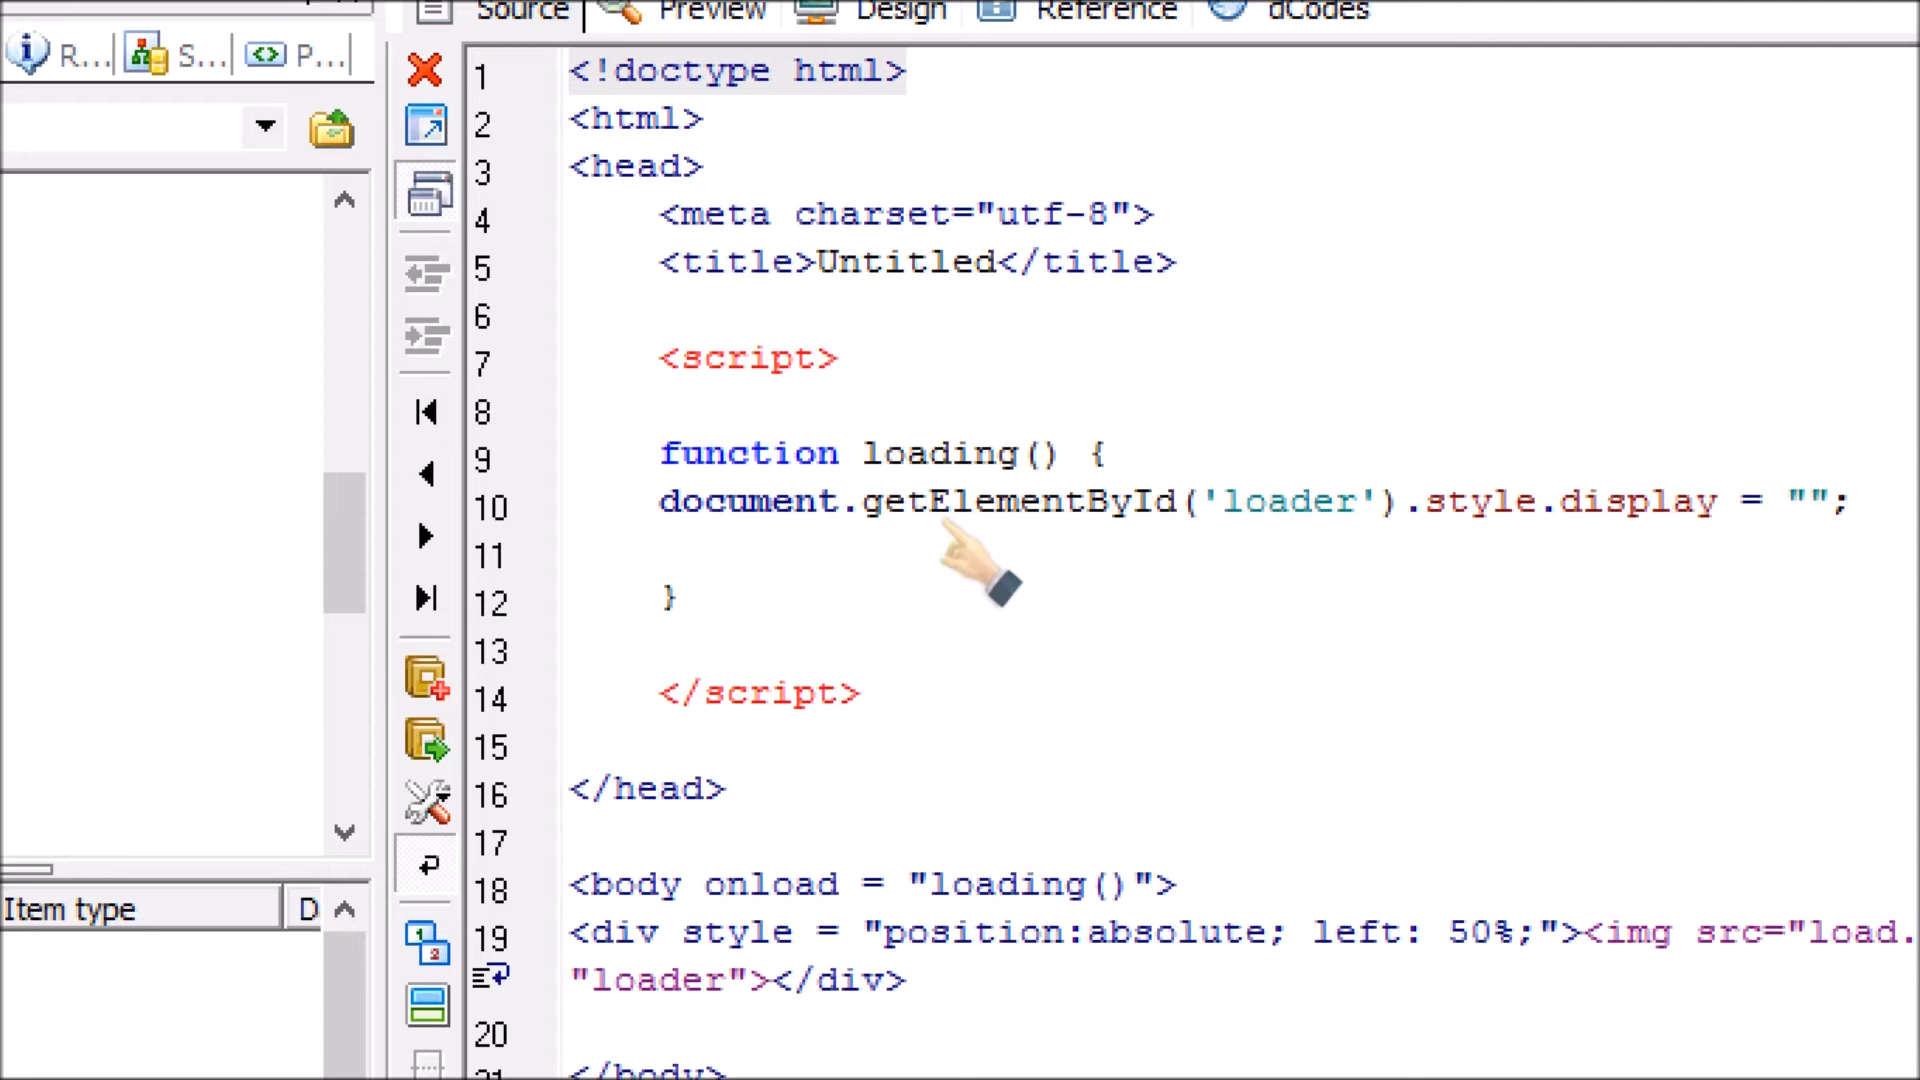 Source Preview Design Reference dCodes
R... S... P...
1 <!doctype html>
2 <html>
3 <head>
4 <meta charset="utf-8">
5 <title>Untitled</title>
6
7 <script>
8
9 function loading() {
10 document.getElementById('loader').style.display = "";
11
12 }
13
14 </script>
15
16 </head>
17
18 <body onload = "loading()">
19 <div style = "position:absolute; left: 50%;"><img src="load.
"loader"></div>
20
21 </body>
Item type D